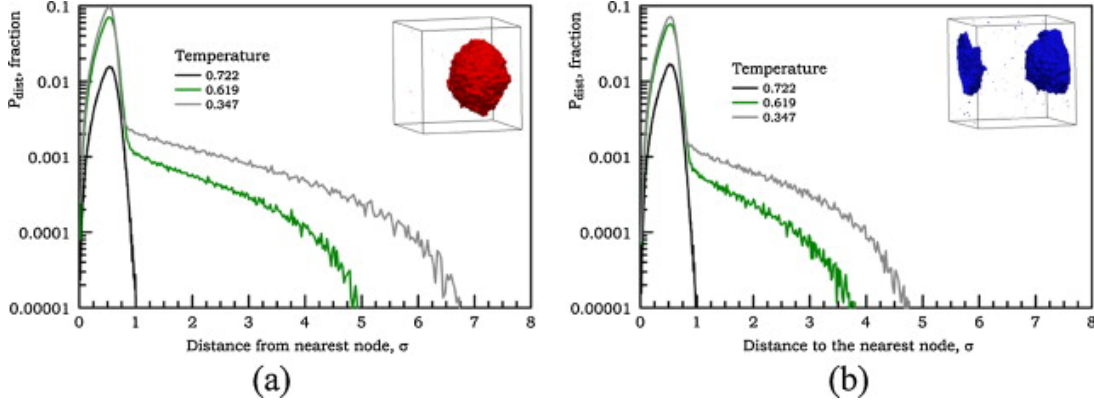 0.1
0.01
0.001
0.0001
0.00001
P_dist, fraction
Temperature
0.722
0.619
0.347
0 1 2 3 4 5 6 7 8
Distance from nearest node, σ
(a)
0.1
0.01
0.001
0.0001
0.00001
P_dist, fraction
Temperature
0.722
0.619
0.347
0 1 2 3 4 5 6 7 8
Distance to the nearest node, σ
(b)